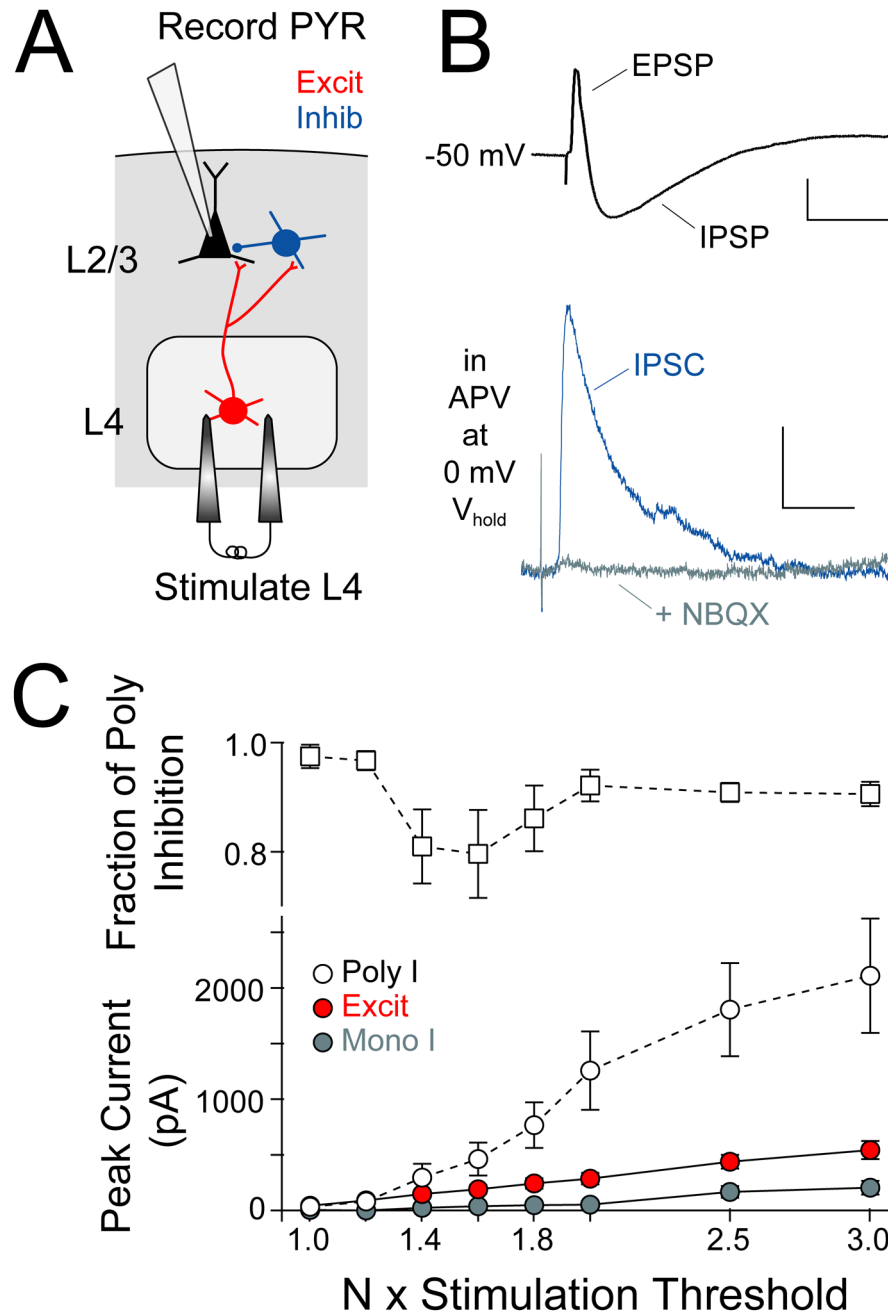 A
Record PYR
Excit
Inhib
L2/3
L4
Stimulate L4
B
EPSP
-50 mV
IPSP
in
APV
at
0 mV
Vhold
IPSC
+ NBQX
C
Fraction of Poly
Inhibition
1.0
0.8
Peak Current
(pA)
2000
1000
0
Poly I
Excit
Mono I
1.0
1.4
1.8
2.5
3.0
N x Stimulation Threshold